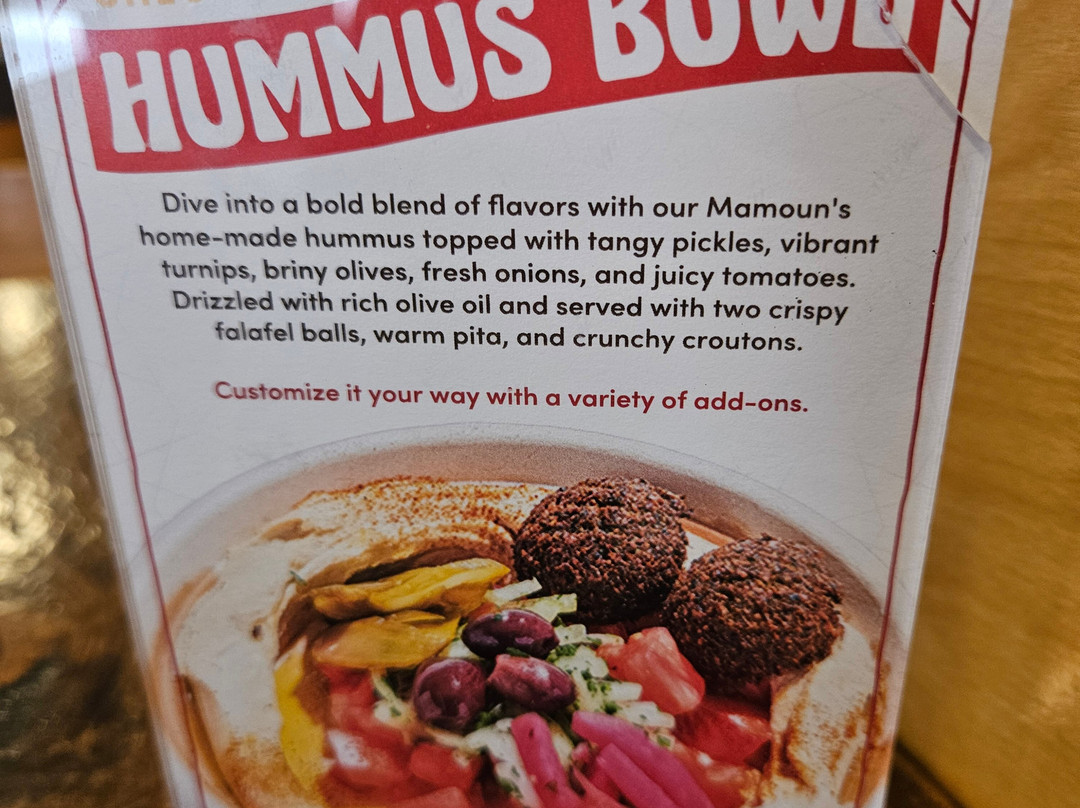 HUMMUS BOWL
Dive into a bold blend of flavors with our Mamoun's
home-made hummus topped with tangy pickles, vibrant
turnips, briny olives, fresh onions, and juicy tomatoes.
Drizzled with rich olive oil and served with two crispy
falafel balls, warm pita, and crunchy croutons.
Customize it your way with a variety of add-ons.